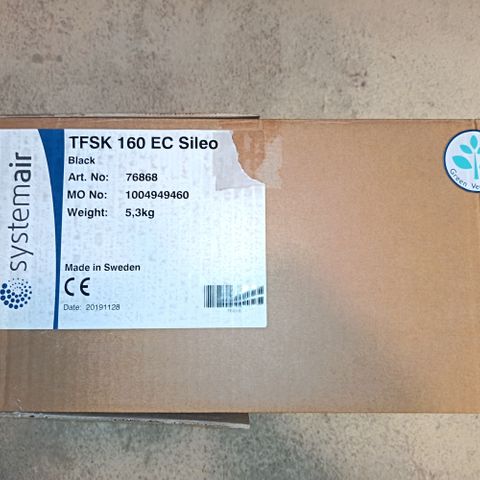 systemair
TFSK 160 EC Sileo
Black
Art. No: 76868
MO No: 1004949460
Weight: 5,3kg
Made in Sweden
CE
Date: 20191128
Green